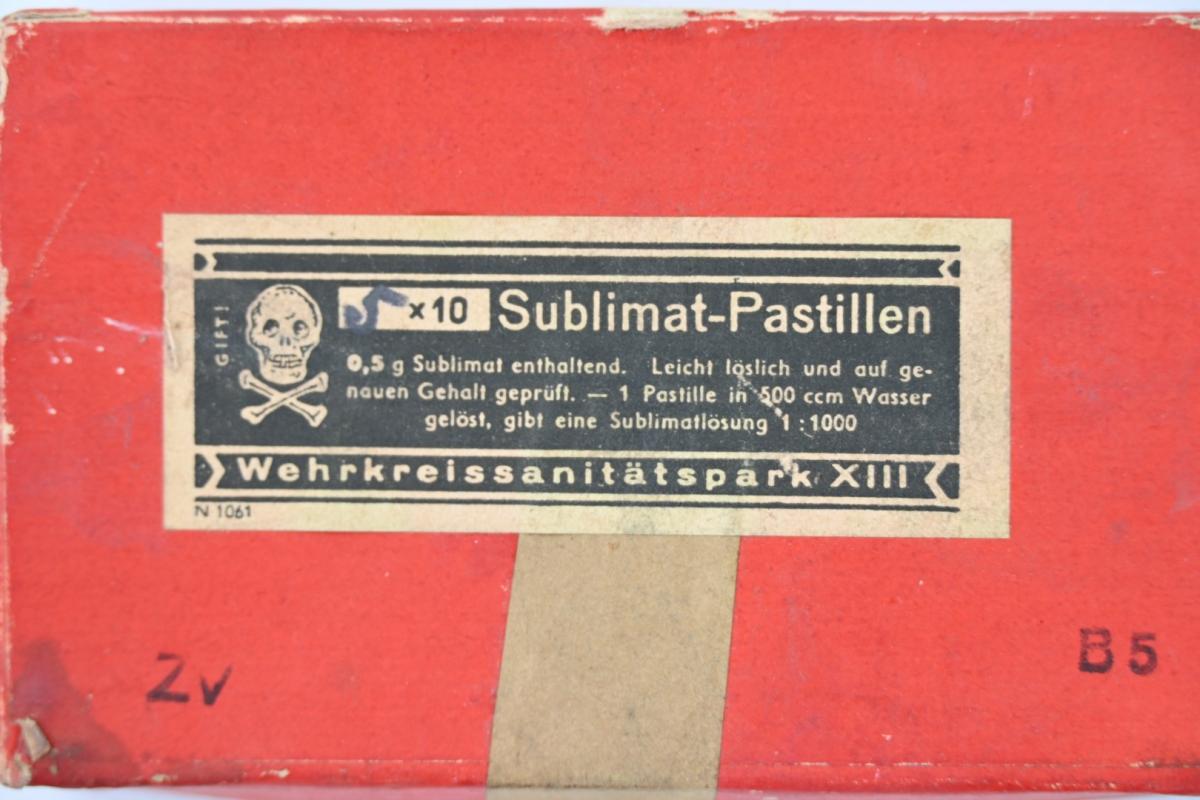 GIFT!
5 x 10 Sublimat-Pastillen
0,5 g Sublimat enthaltend. Leicht löslich und auf ge-
nauen Gehalt geprüft. — 1 Pastille in 500 ccm Wasser
gelöst, gibt eine Sublimatlösung 1 : 1000
Wehrkreissanitätspark XIII
N 1061
Zv
B 5